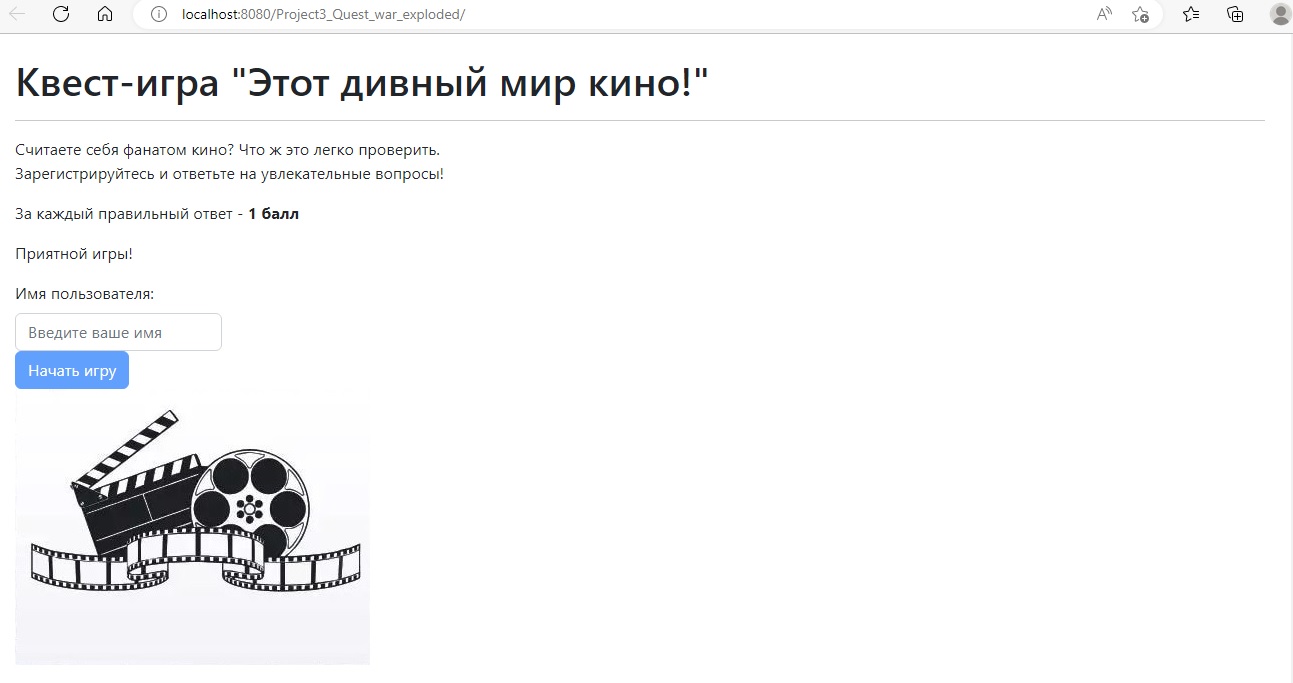 localhost:8080/Project3_Quest_war_exploded/
Квест-игра "Этот дивный мир кино!"
Считаете себя фанатом кино? Что ж это легко проверить.
Зарегистрируйтесь и ответьте на увлекательные вопросы!
За каждый правильный ответ - 1 балл
Приятной игры!
Имя пользователя:
Введите ваше имя
Начать игру